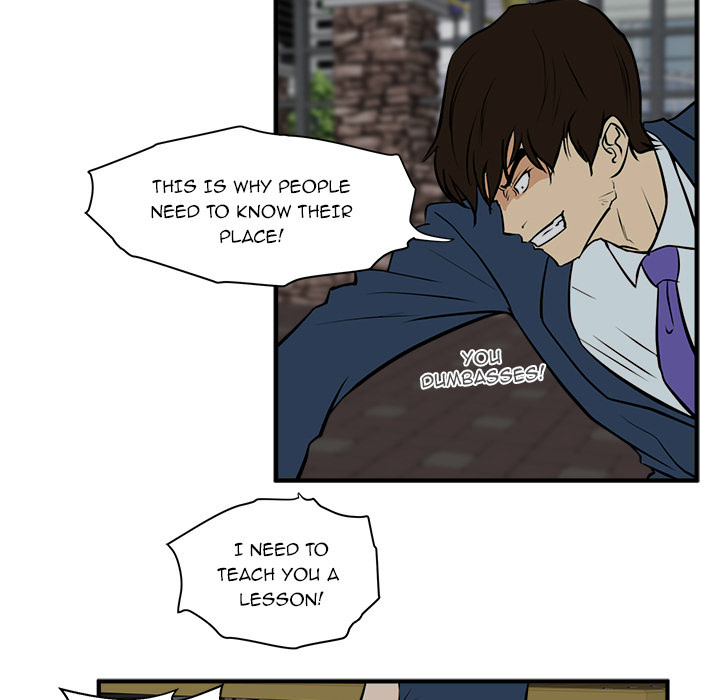 THIS IS WHY PEOPLE
NEED TO KNOW THEIR
PLACE!
YOU
DUMBASSES!
I NEED TO
TEACH YOU A
LESSON!